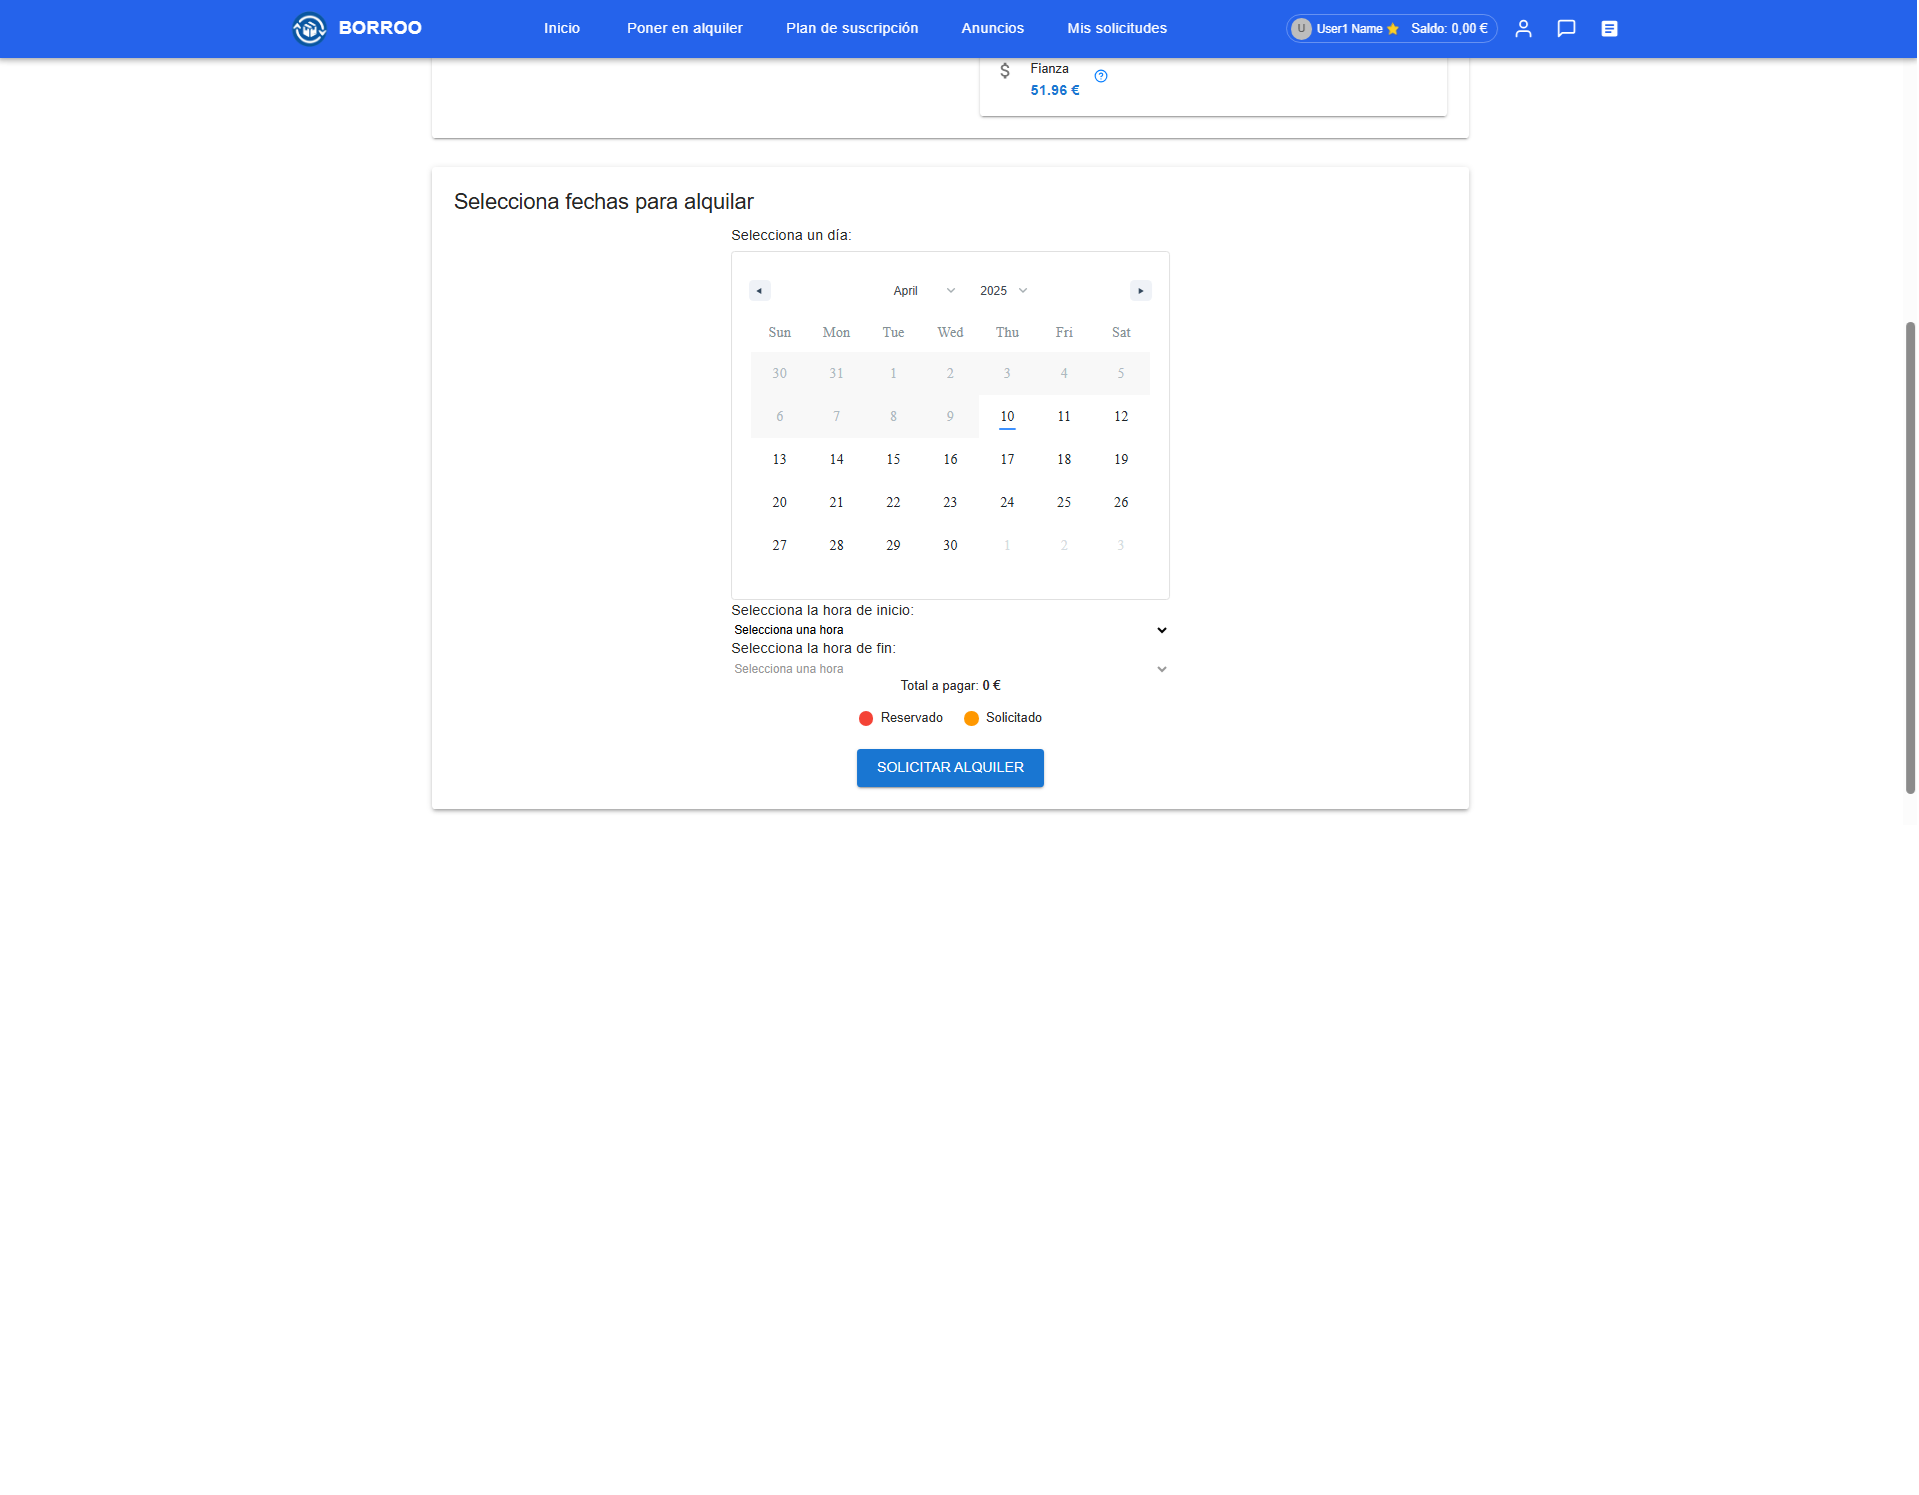 BORROO Inicio Poner en alquiler Plan de suscripción Anuncios Mis solicitudes U User1 Name Saldo: 0,00 €
$ Fianza
51.96 €
Selecciona fechas para alquilar
Selecciona un día:
April 2025
Sun Mon Tue Wed Thu Fri Sat
30 31 1 2 3 4 5
6 7 8 9 10 11 12
13 14 15 16 17 18 19
20 21 22 23 24 25 26
27 28 29 30 1 2 3
Selecciona la hora de inicio:
Selecciona una hora
Selecciona la hora de fin:
Selecciona una hora
Total a pagar: 0 €
Reservado Solicitado
SOLICITAR ALQUILER